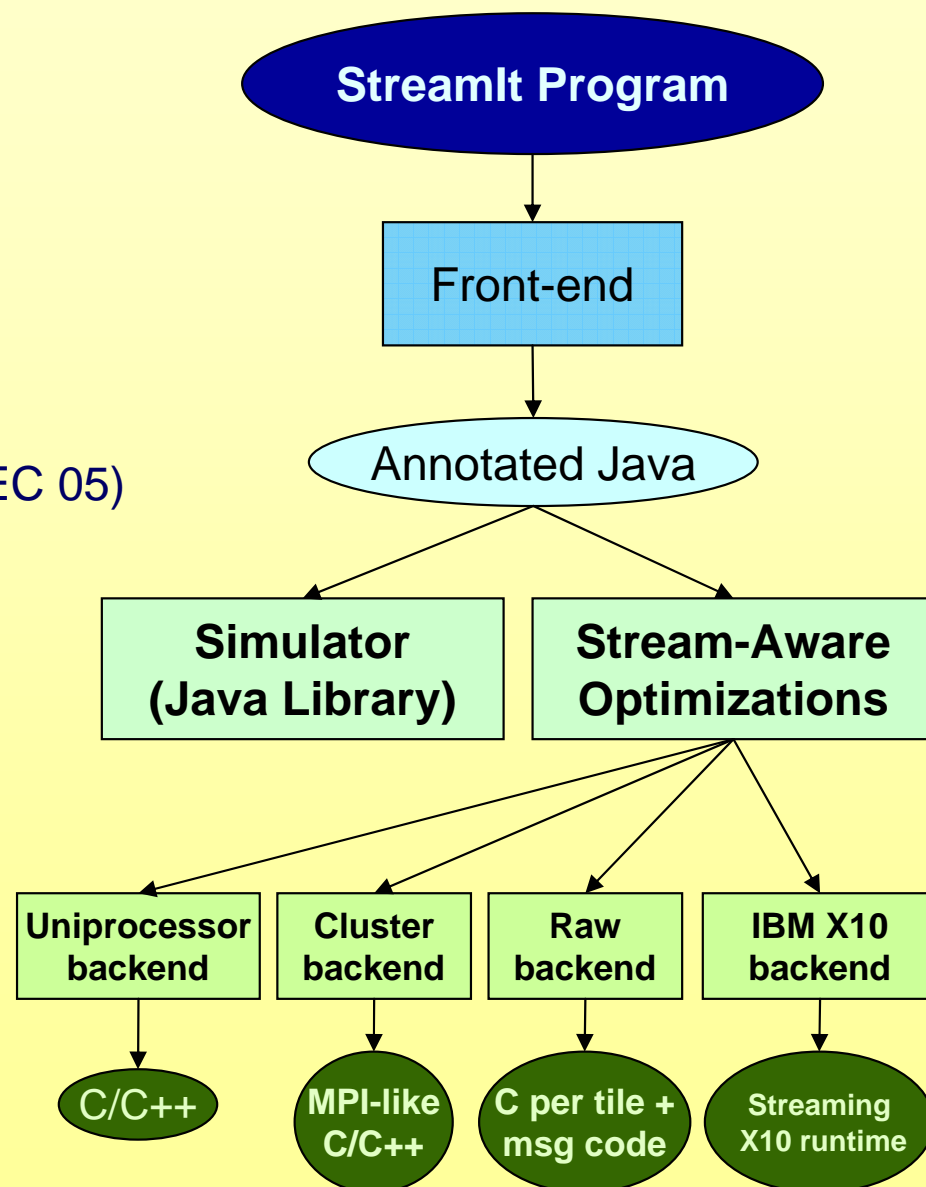 StreamIt Program
Front-end
Annotated Java
EC 05)
Simulator
(Java Library)
Stream-Aware
Optimizations
Uniprocessor
backend
Cluster
backend
Raw
backend
IBM X10
backend
C/C++
MPI-like
C/C++
C per tile +
msg code
Streaming
X10 runtime